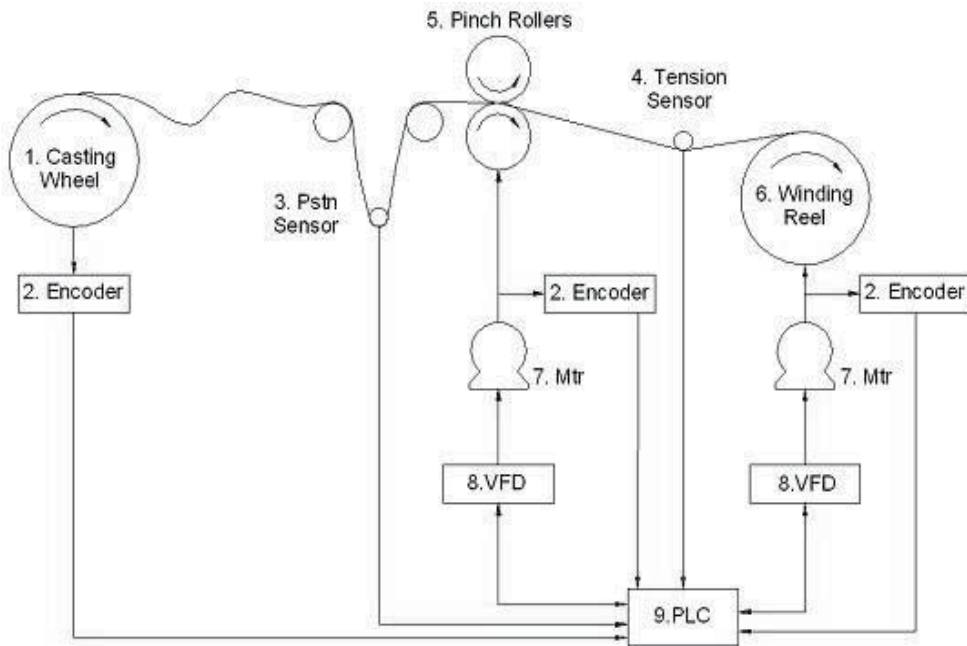 5. Pinch Rollers
4. Tension
Sensor
1. Casting
Wheel
3. Pstn
Sensor
6. Winding
Reel
2. Encoder
2. Encoder
2. Encoder
7. Mtr
7. Mtr
8.VFD
8.VFD
9.PLC